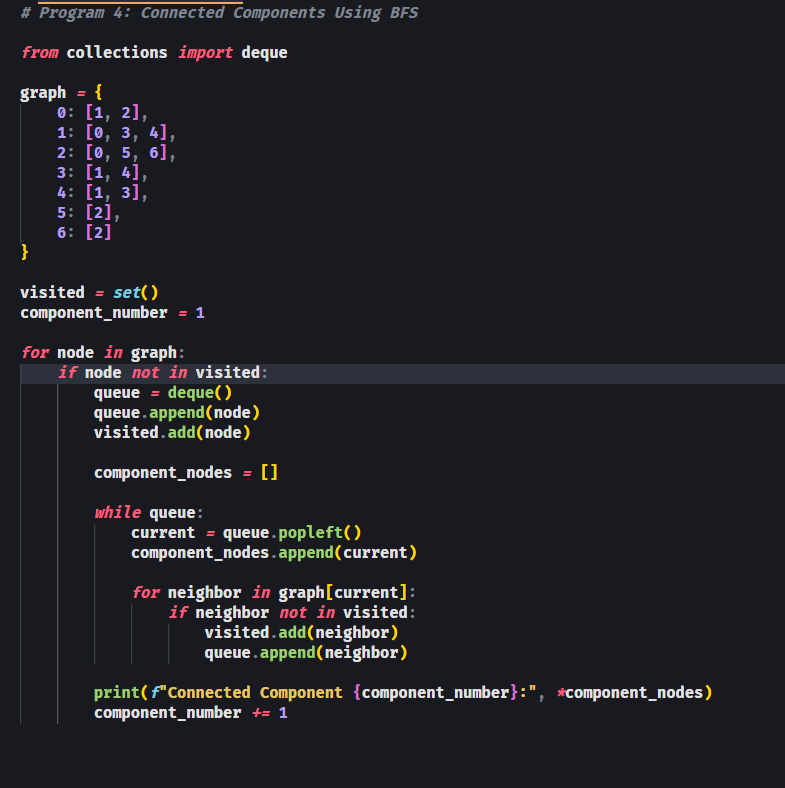 # Program 4: Connected Components Using BFS
from collections import deque
graph = {
    0: [1, 2],
    1: [0, 3, 4],
    2: [0, 5, 6],
    3: [1, 4],
    4: [1, 3],
    5: [2],
    6: [2]
}
visited = set()
component_number = 1
for node in graph:
    if node not in visited:
        queue = deque()
        queue.append(node)
        visited.add(node)
        component_nodes = []
        while queue:
            current = queue.popleft()
            component_nodes.append(current)
            for neighbor in graph[current]:
                if neighbor not in visited:
                    visited.add(neighbor)
                    queue.append(neighbor)
        print(f"Connected Component {component_number}:", *component_nodes)
        component_number += 1